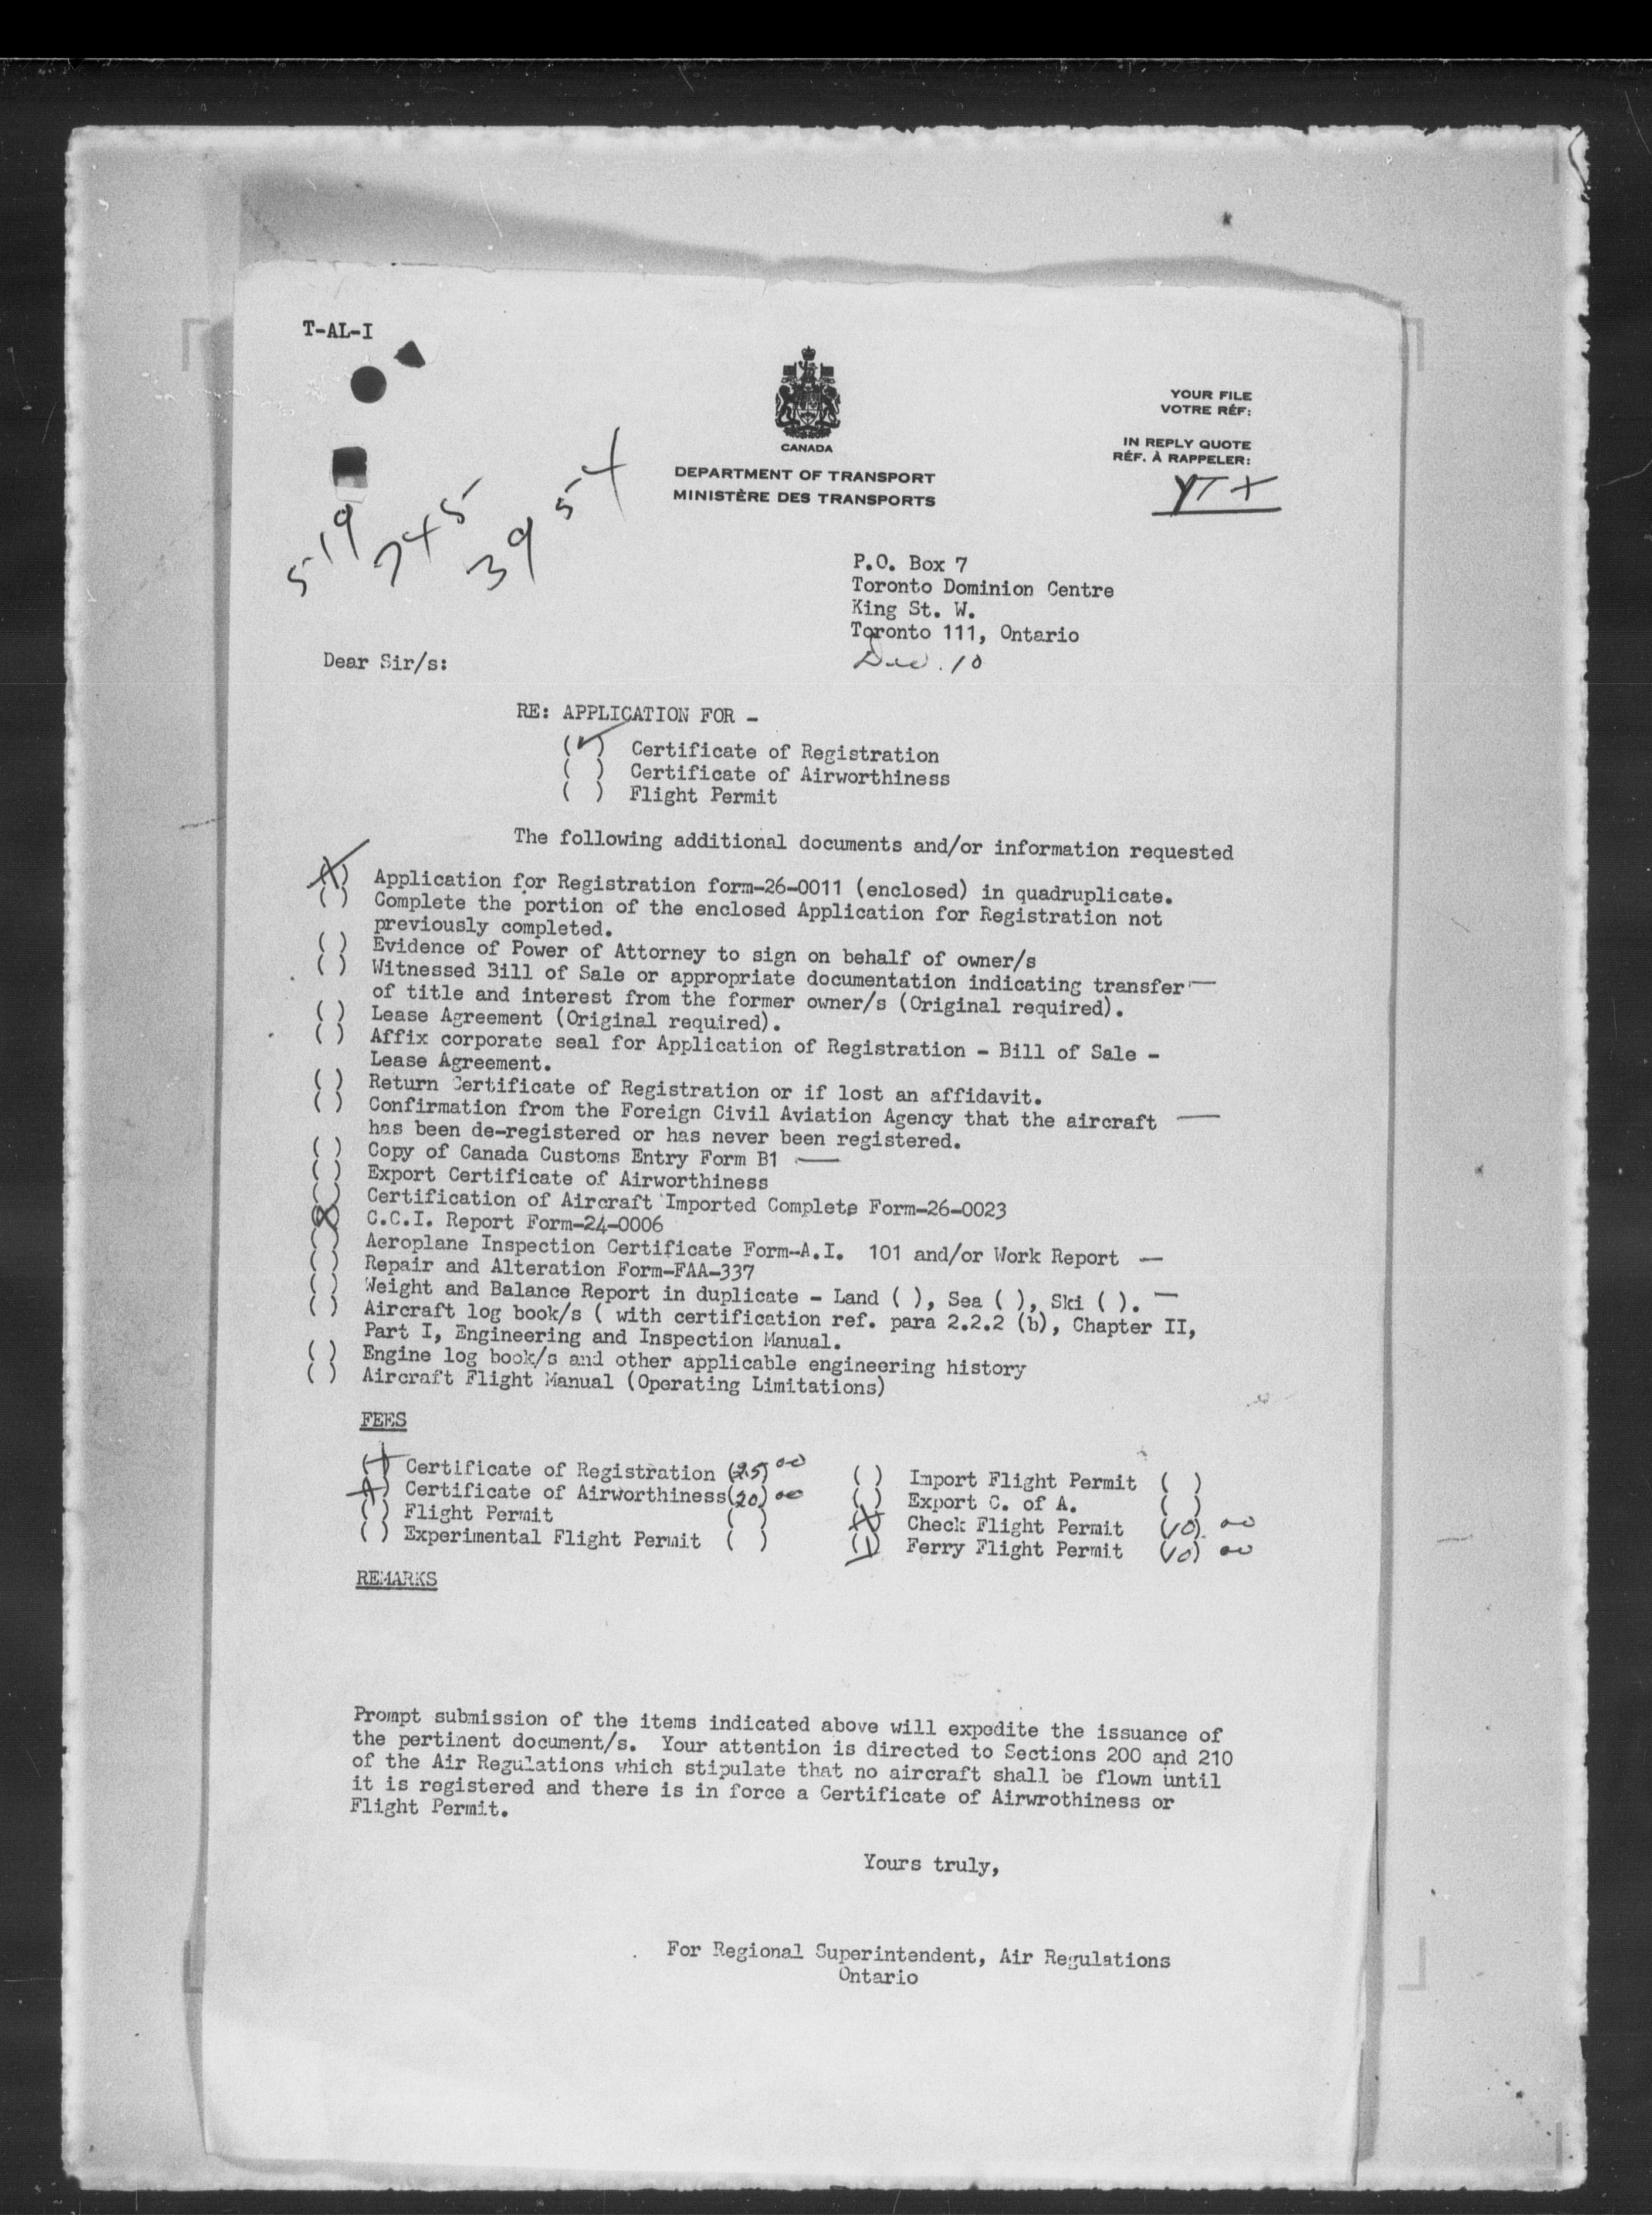 T-AL-I
CANADA
DEPARTMENT OF TRANSPORT
MINISTÈRE DES TRANSPORTS
YOUR FILE
VOTRE RÉF:
IN REPLY QUOTE
RÉF. À RAPPELER:
YTX
519 745 3954
P.O. Box 7
Toronto Dominion Centre
King St. W.
Toronto 111, Ontario
Dec. 10
Dear Sir/s:
RE: APPLICATION FOR -
(✓) Certificate of Registration
( ) Certificate of Airworthiness
( ) Flight Permit
The following additional documents and/or information requested
(X) Application for Registration form-26-0011 (enclosed) in quadruplicate.
( ) Complete the portion of the enclosed Application for Registration not
previously completed.
( ) Evidence of Power of Attorney to sign on behalf of owner/s
( ) Witnessed Bill of Sale or appropriate documentation indicating transfer —
of title and interest from the former owner/s (Original required).
( ) Lease Agreement (Original required).
( ) Affix corporate seal for Application of Registration - Bill of Sale -
Lease Agreement.
( ) Return Certificate of Registration or if lost an affidavit.
( ) Confirmation from the Foreign Civil Aviation Agency that the aircraft —
has been de-registered or has never been registered.
( ) Copy of Canada Customs Entry Form B1 —
( ) Export Certificate of Airworthiness
( ) Certification of Aircraft Imported Complete Form-26-0023
(X) C.C.I. Report Form-24-0006
( ) Aeroplane Inspection Certificate Form-A.I. 101 and/or Work Report —
( ) Repair and Alteration Form-FAA-337
( ) Weight and Balance Report in duplicate - Land ( ), Sea ( ), Ski ( ). —
( ) Aircraft log book/s ( with certification ref. para 2.2.2 (b), Chapter II,
Part I, Engineering and Inspection Manual.
( ) Engine log book/s and other applicable engineering history
( ) Aircraft Flight Manual (Operating Limitations)
FEES
(X) Certificate of Registration (25) 00
(X) Certificate of Airworthiness(20) 00
( ) Flight Permit ( )
( ) Experimental Flight Permit ( )
( ) Import Flight Permit ( )
( ) Export C. of A. ( )
(X) Check Flight Permit (10). 00
(X) Ferry Flight Permit (10) 00
REMARKS
Prompt submission of the items indicated above will expedite the issuance of
the pertinent document/s. Your attention is directed to Sections 200 and 210
of the Air Regulations which stipulate that no aircraft shall be flown until
it is registered and there is in force a Certificate of Airwrothiness or
Flight Permit.
Yours truly,
For Regional Superintendent, Air Regulations
Ontario